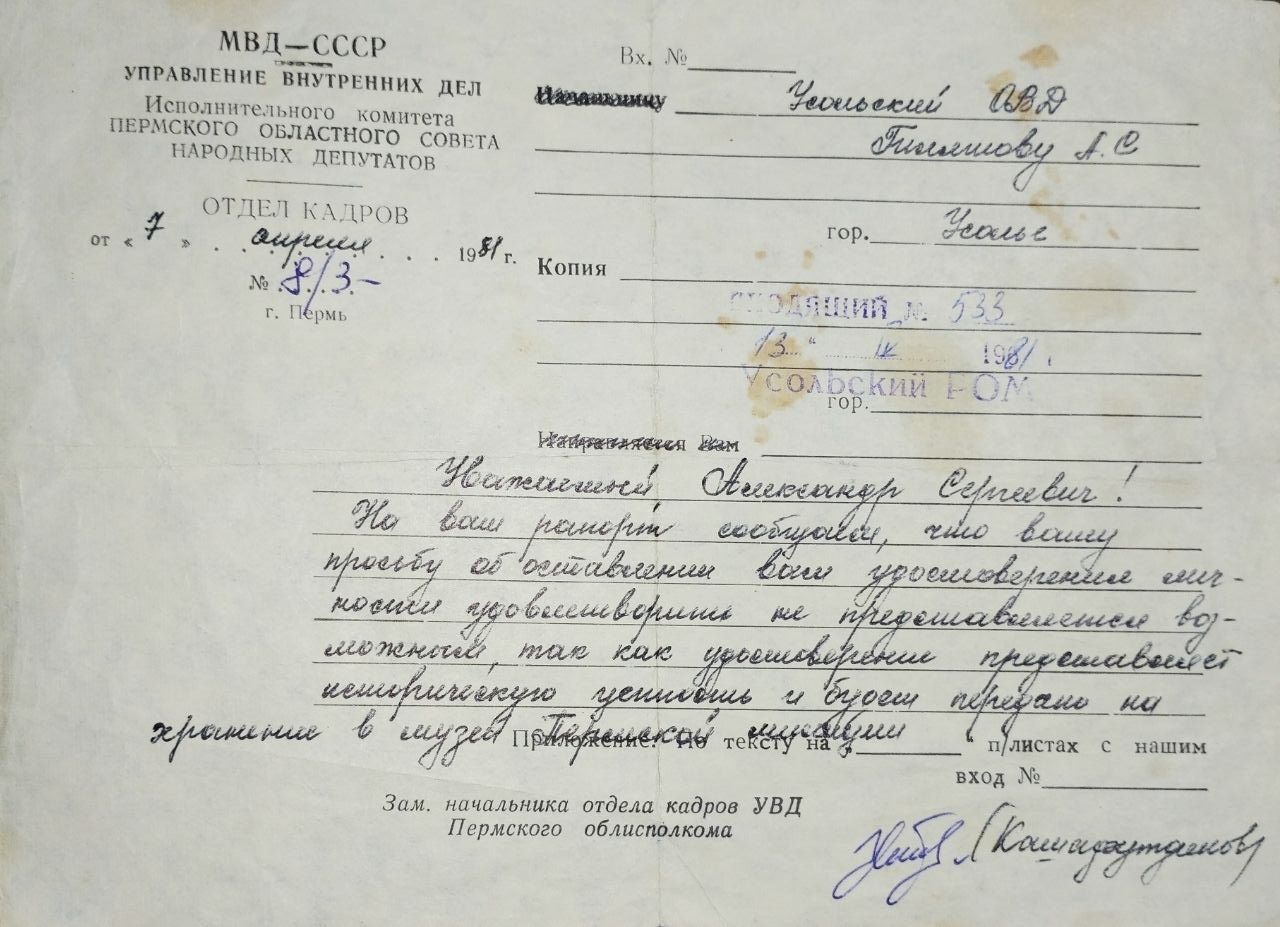 МВД—СССР
УПРАВЛЕНИЕ ВНУТРЕННИХ ДЕЛ
Исполнительного комитета
ПЕРМСКОГО ОБЛАСТНОГО СОВЕТА
НАРОДНЫХ ДЕПУТАТОВ
ОТДЕЛ КАДРОВ
от « 7 » апреля 1981 г.
№ 8/3-
г. Пермь
Вх. №
Начальнику Усольский ОВД
А.С
гор. Усолье
Копия
ВХОДЯЩИЙ № 533
13 " IV 1981.
Усольский РОМ
гор.
Направляется Вам
Уважаемый Александр Сергеевич!
На ваш рапорт сообщаем, что вашу
просьбу об оставлении вам удостоверения лич-
ности удовлетворить не представляется воз-
можным, так как удостоверение представляет
историческую ценность и будет передано на
хранение в музей Пермской милиции
Приложение: по тексту на „ “ п/листах с нашим
вход №
Зам. начальника отдела кадров УВД
Пермского облисполкома